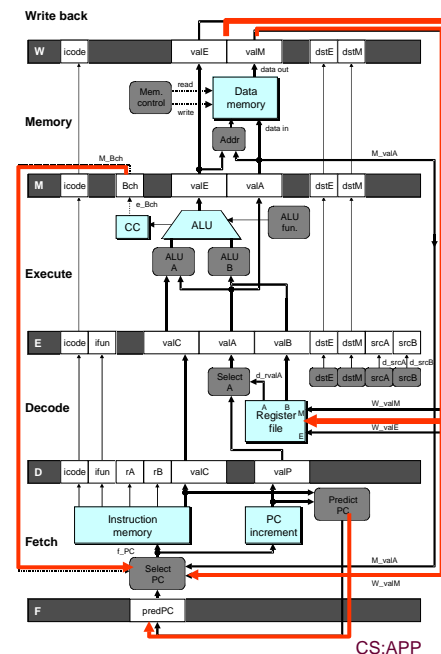 Write back
W icode valE valM dstE dstM
data out
read
Mem. control
Data memory
write
Memory
data in
Addr
M_Bch
M_valA
M icode Bch valE valA dstE dstM
e_Bch
CC
ALU
ALU fun.
ALU A
ALU B
Execute
E icode ifun valC valA valB dstE dstM srcA srcB
d_srcA d_srcB
d_rvalA
Select A
dstE dstM srcA srcB
A B M
Register file
W_valM
E
W_valE
Decode
D icode ifun rA rB valC valP
Predict PC
Instruction memory
PC increment
Fetch
f_PC
M_valA
Select PC
W_valM
F predPC
CS:APP